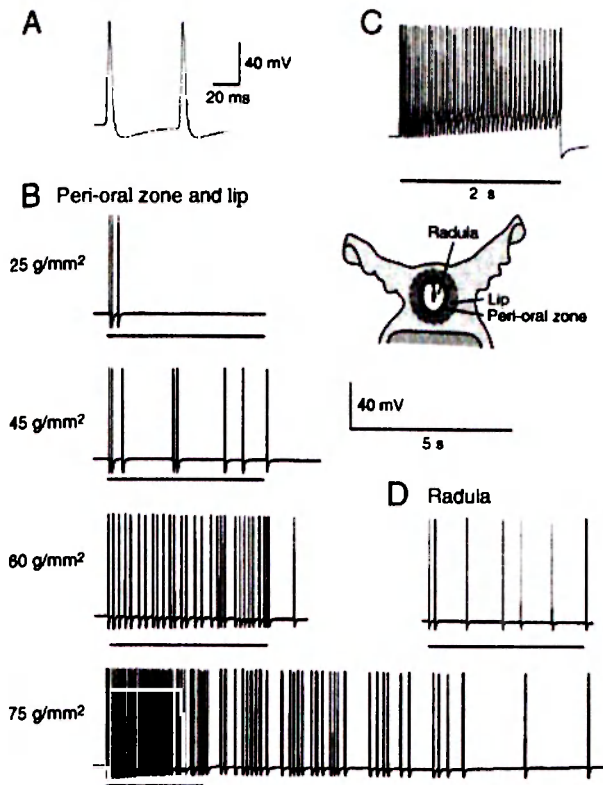 A
40 mV
20 ms
C
2 s
B Peri-oral zone and lip
25 g/mm²
45 g/mm²
60 g/mm²
75 g/mm²
Radula
Lip
Peri-oral zone
40 mV
5 s
D Radula